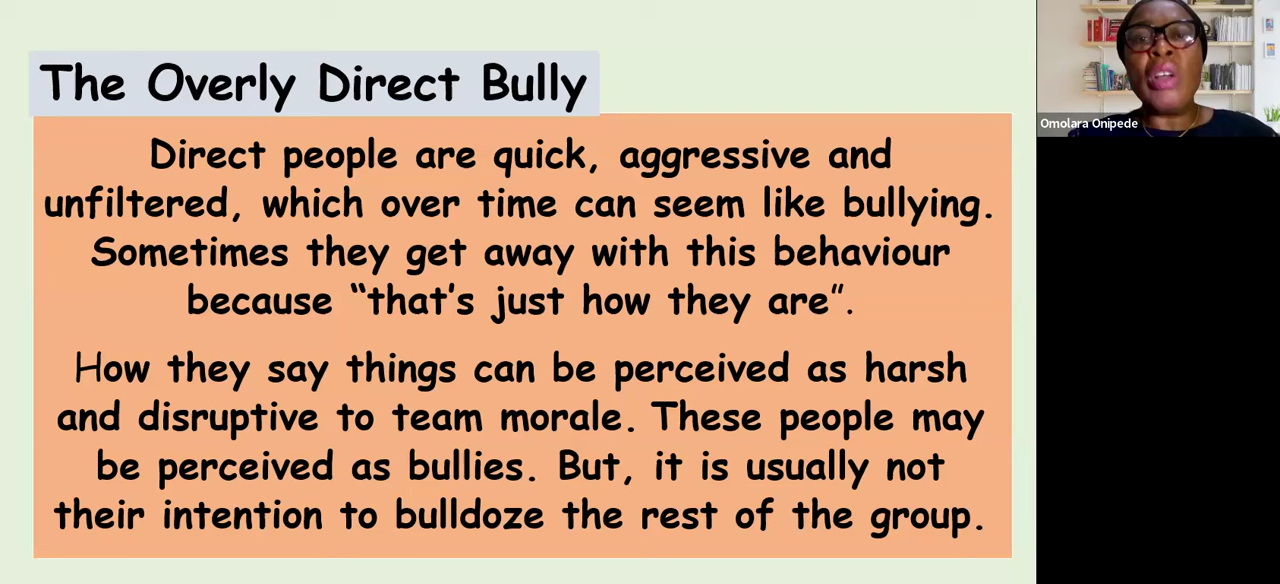 The Overly Direct Bully
Direct people are quick, aggressive and
unfiltered, which over time can seem like bullying.
Sometimes they get away with this behaviour
because “that’s just how they are”.
How they say things can be perceived as harsh
and disruptive to team morale. These people may
be perceived as bullies. But, it is usually not
their intention to bulldoze the rest of the group.
Omolara Onipede